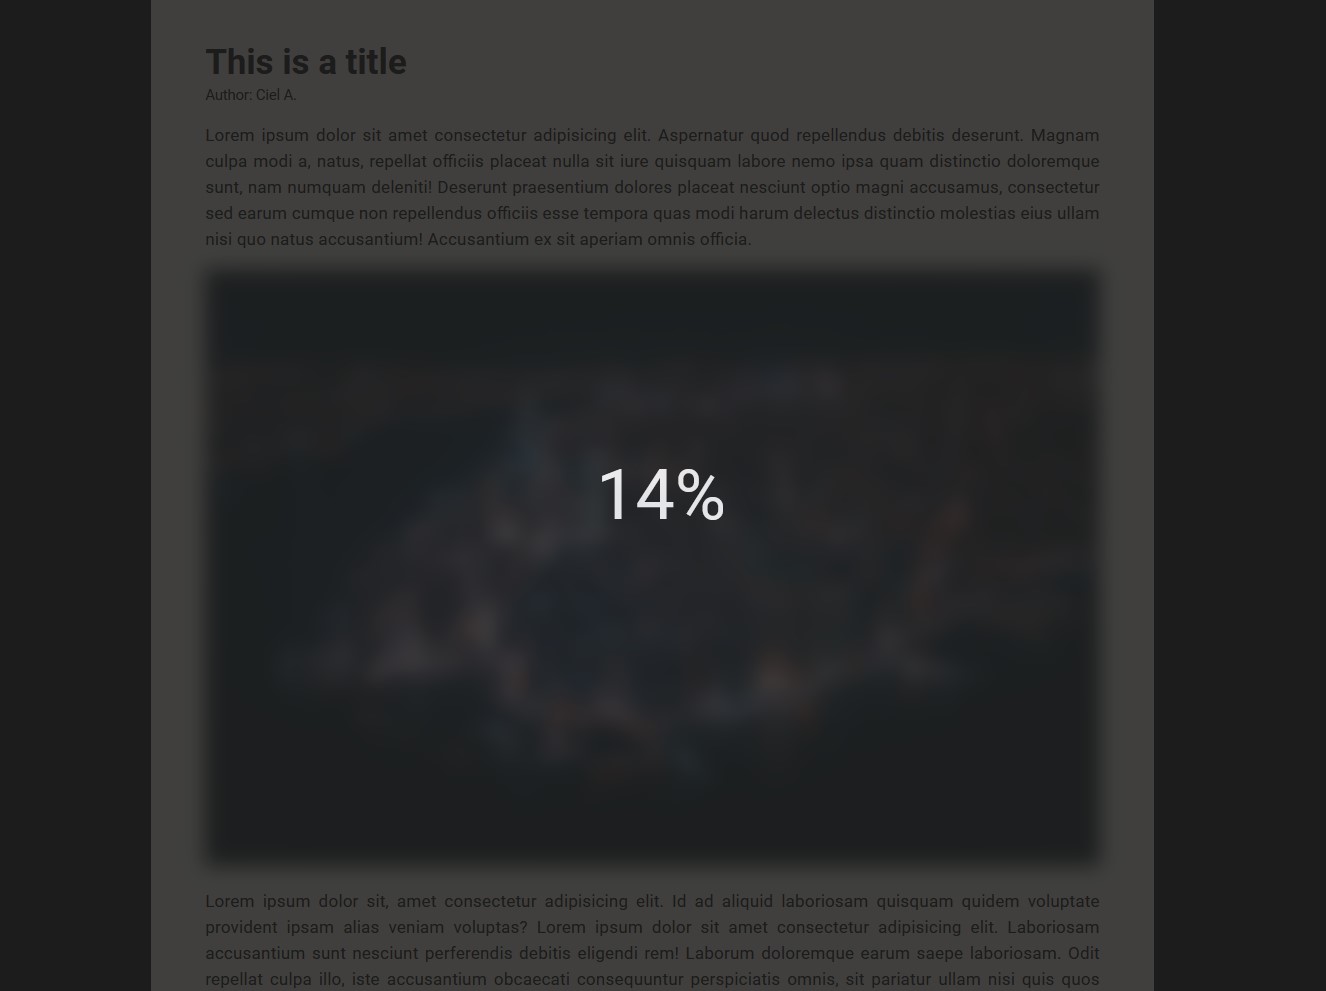 This is a title
Author: Ciel A.
Lorem ipsum dolor sit amet consectetur adipisicing elit. Aspernatur quod repellendus debitis deserunt. Magnam
culpa modi a, natus, repellat officiis placeat nulla sit iure quisquam labore nemo ipsa quam distinctio doloremque
sunt, nam numquam deleniti! Deserunt praesentium dolores placeat nesciunt optio magni accusamus, consectetur
sed earum cumque non repellendus officiis esse tempora quas modi harum delectus distinctio molestias eius ullam
nisi quo natus accusantium! Accusantium ex sit aperiam omnis officia.
14%
Lorem ipsum dolor sit, amet consectetur adipisicing elit. Id ad aliquid laboriosam quisquam quidem voluptate
provident ipsam alias veniam voluptas? Lorem ipsum dolor sit amet consectetur adipisicing elit. Laboriosam
accusantium sunt nesciunt perferendis debitis eligendi rem! Laborum doloremque earum saepe laboriosam. Odit
repellat culpa illo, iste accusantium obcaecati consequuntur perspiciatis omnis, sit pariatur ullam nisi quis quos